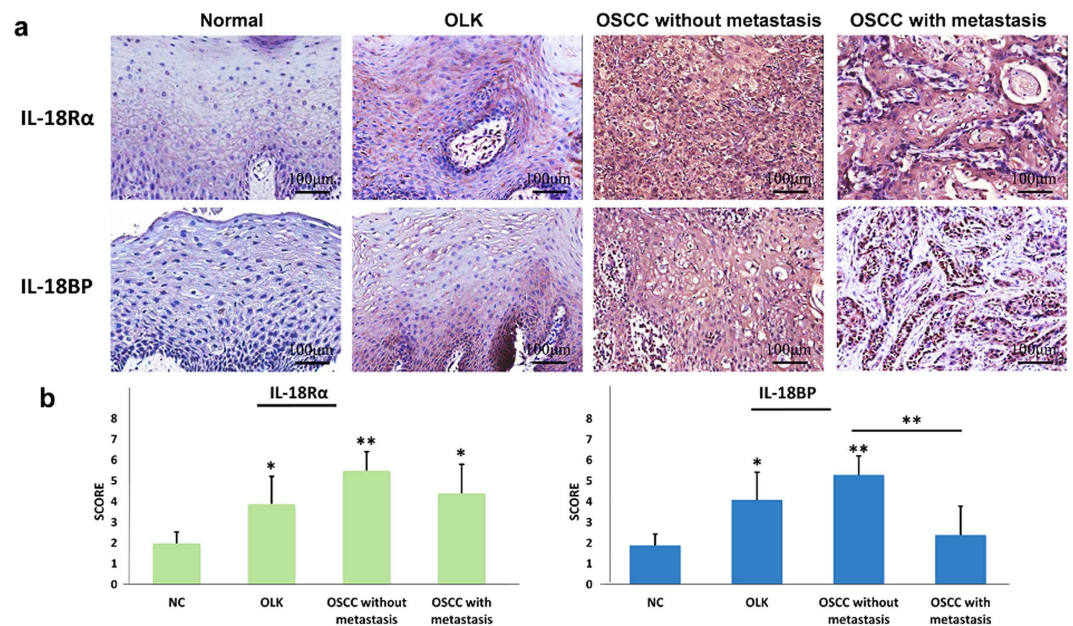 a
Normal
OLK
OSCC without metastasis
OSCC with metastasis
IL-18Rα
100μm
100μm
100μm
100μm
IL-18BP
100μm
100μm
100μm
100μm
b
IL-18Rα
8
7
6
5
4
3
2
1
0
SCORE
*
**
*
NC
OLK
OSCC without
metastasis
OSCC with
metastasis
IL-18BP
8
7
6
5
4
3
2
1
0
SCORE
*
**
**
NC
OLK
OSCC without
metastasis
OSCC with
metastasis